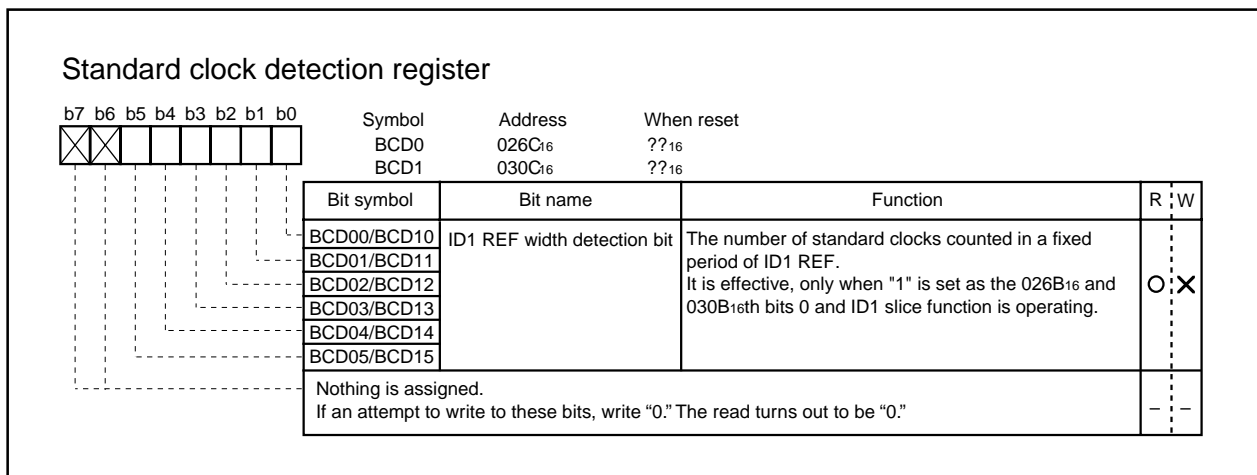 Standard clock detection register
b7 b6 b5 b4 b3 b2 b1 b0
Symbol Address When reset
BCD0 026C16 ??16
BCD1 030C16 ??16
Bit symbol Bit name Function R W
BCD00/BCD10 ID1 REF width detection bit The number of standard clocks counted in a fixed
BCD01/BCD11 period of ID1 REF.
BCD02/BCD12 It is effective, only when "1" is set as the 026B16 and
BCD03/BCD13 030B16th bits 0 and ID1 slice function is operating.
BCD04/BCD14
BCD05/BCD15
Nothing is assigned.
If an attempt to write to these bits, write “0.” The read turns out to be “0.” – –